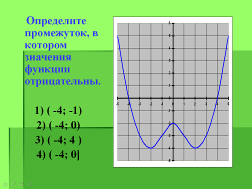 Определите
промежуток, в
котором
значения
функции
отрицательны.
1) ( -4; -1)
2) ( -4; 0)
3) ( -4; 4 )
4) ( -4; 0]